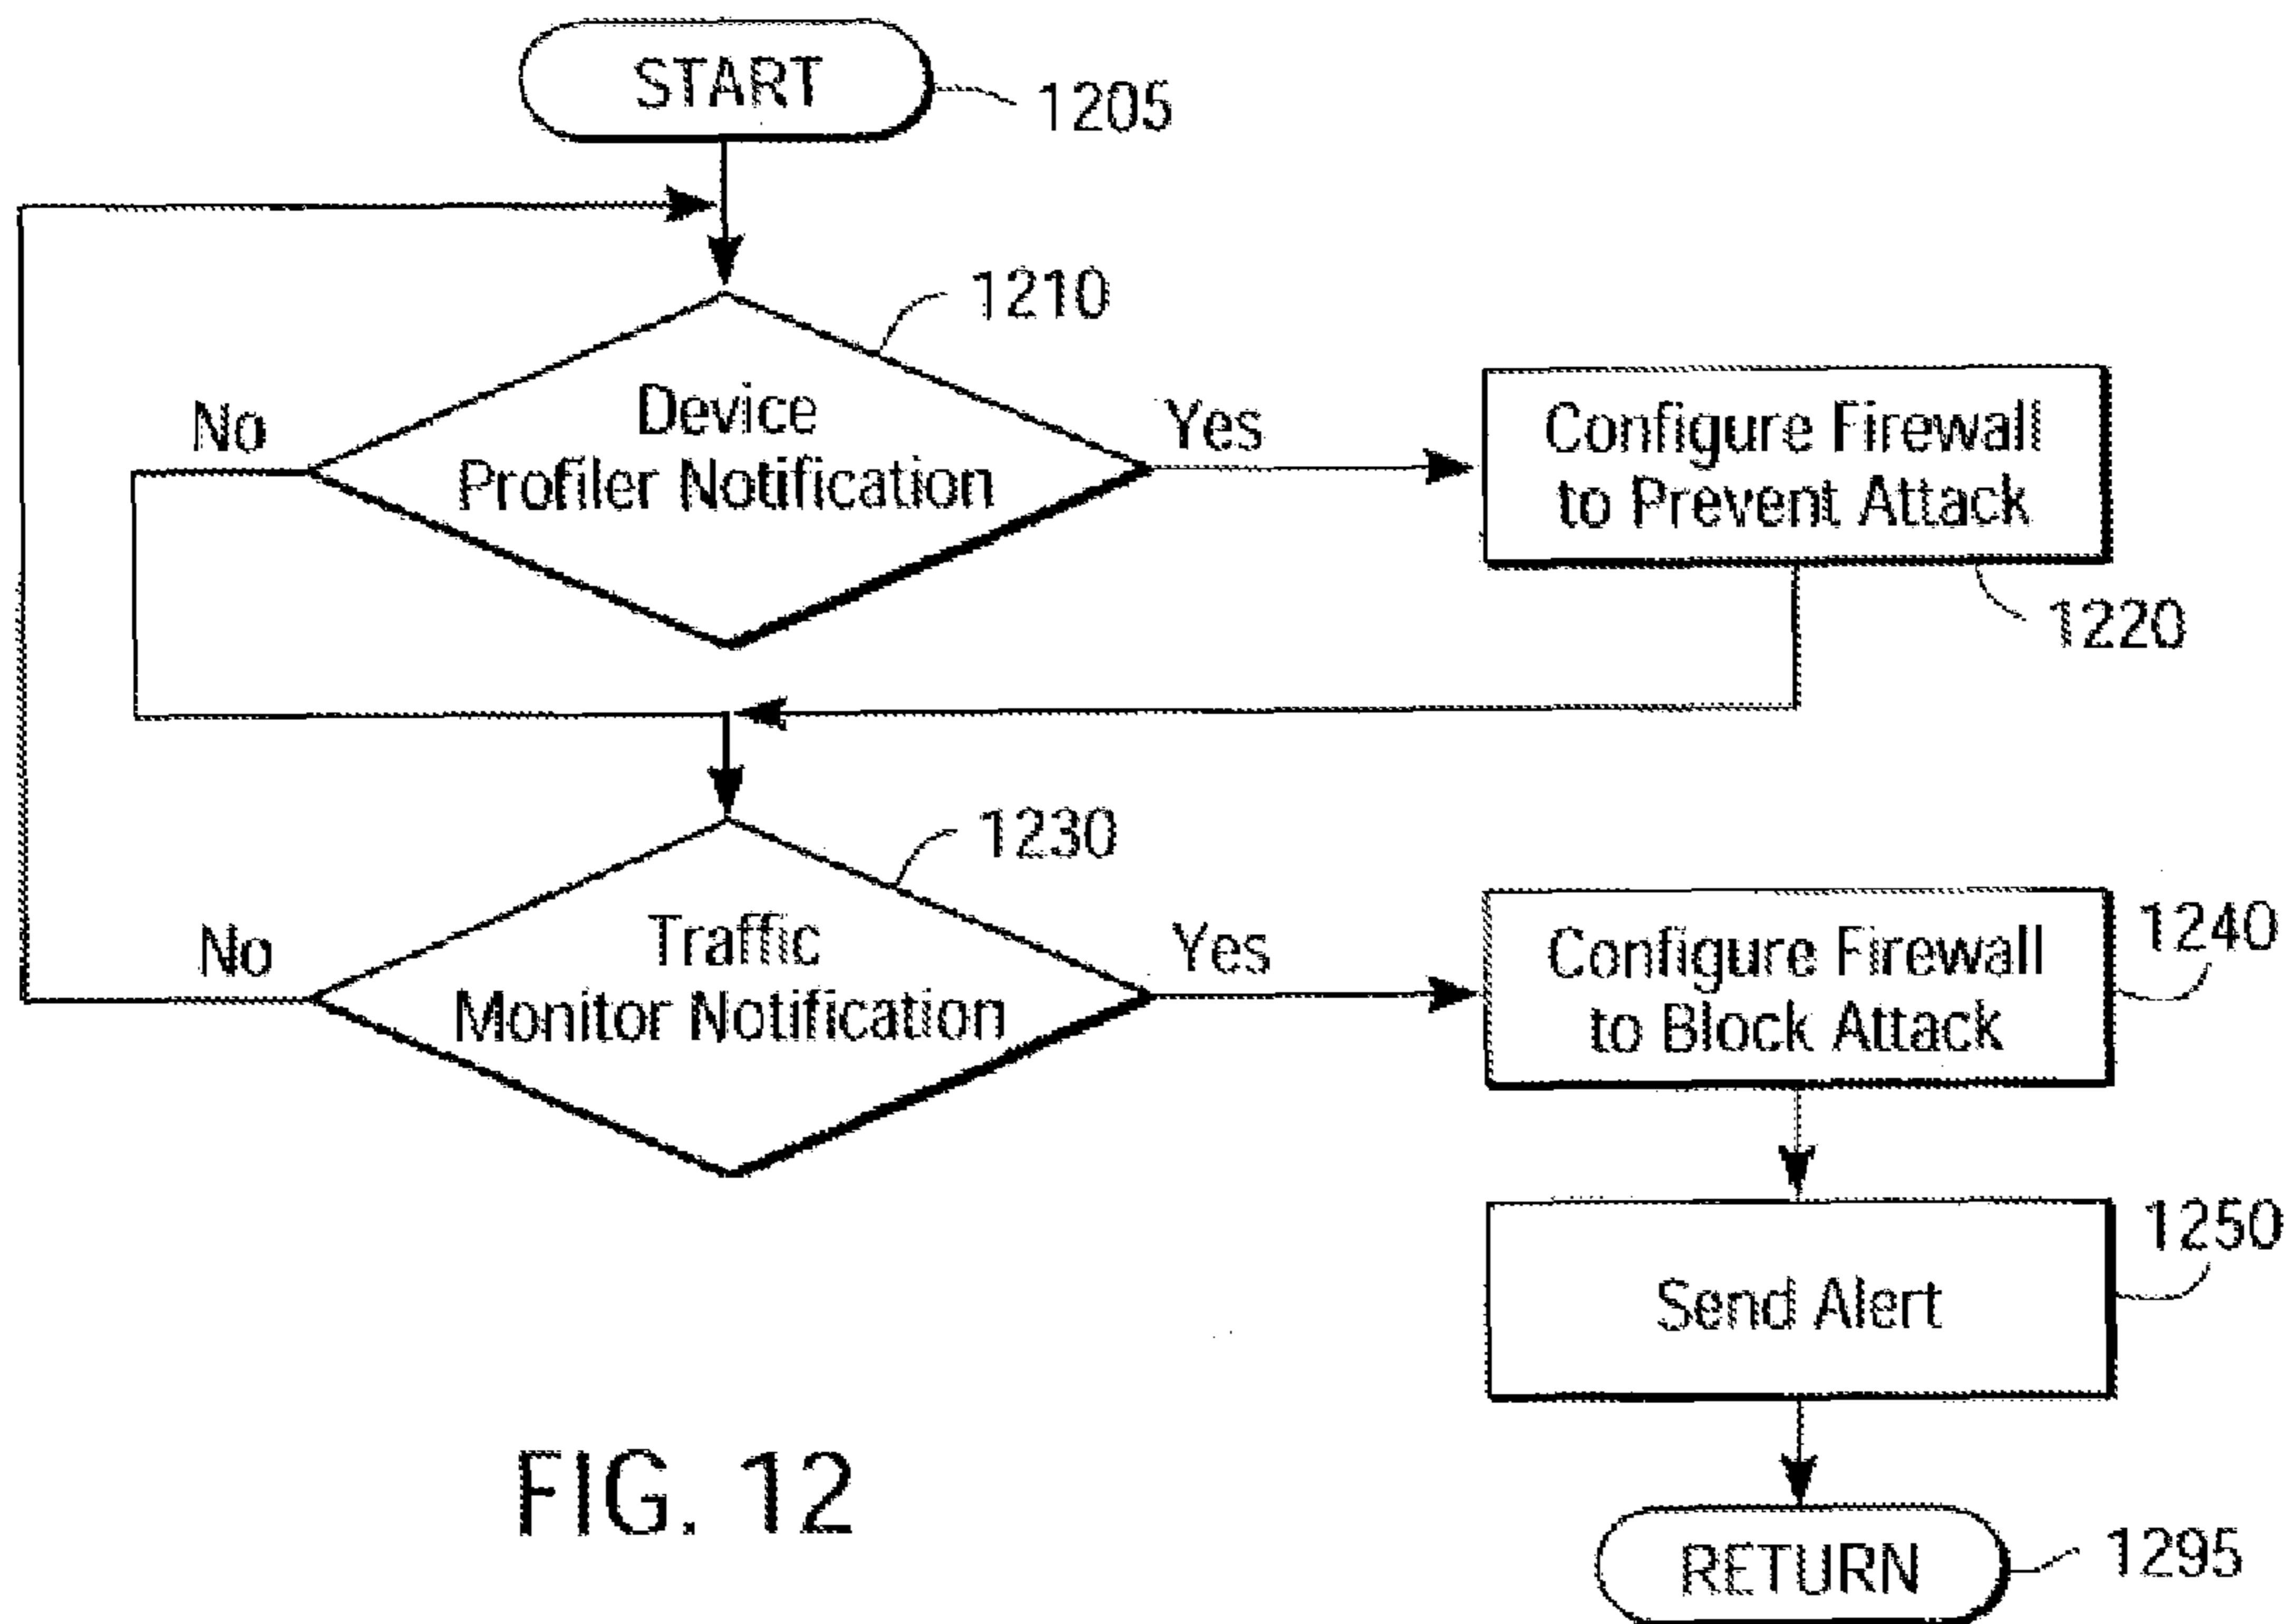 START
1205
1210
Device
Profiler Notification
No
Yes
Configure Firewall
to Prevent Attack
1220
1230
Traffic
Monitor Notification
No
Yes
Configure Firewall
to Block Attack
1240
Send Alert
1250
RETURN
1295
FIG. 12